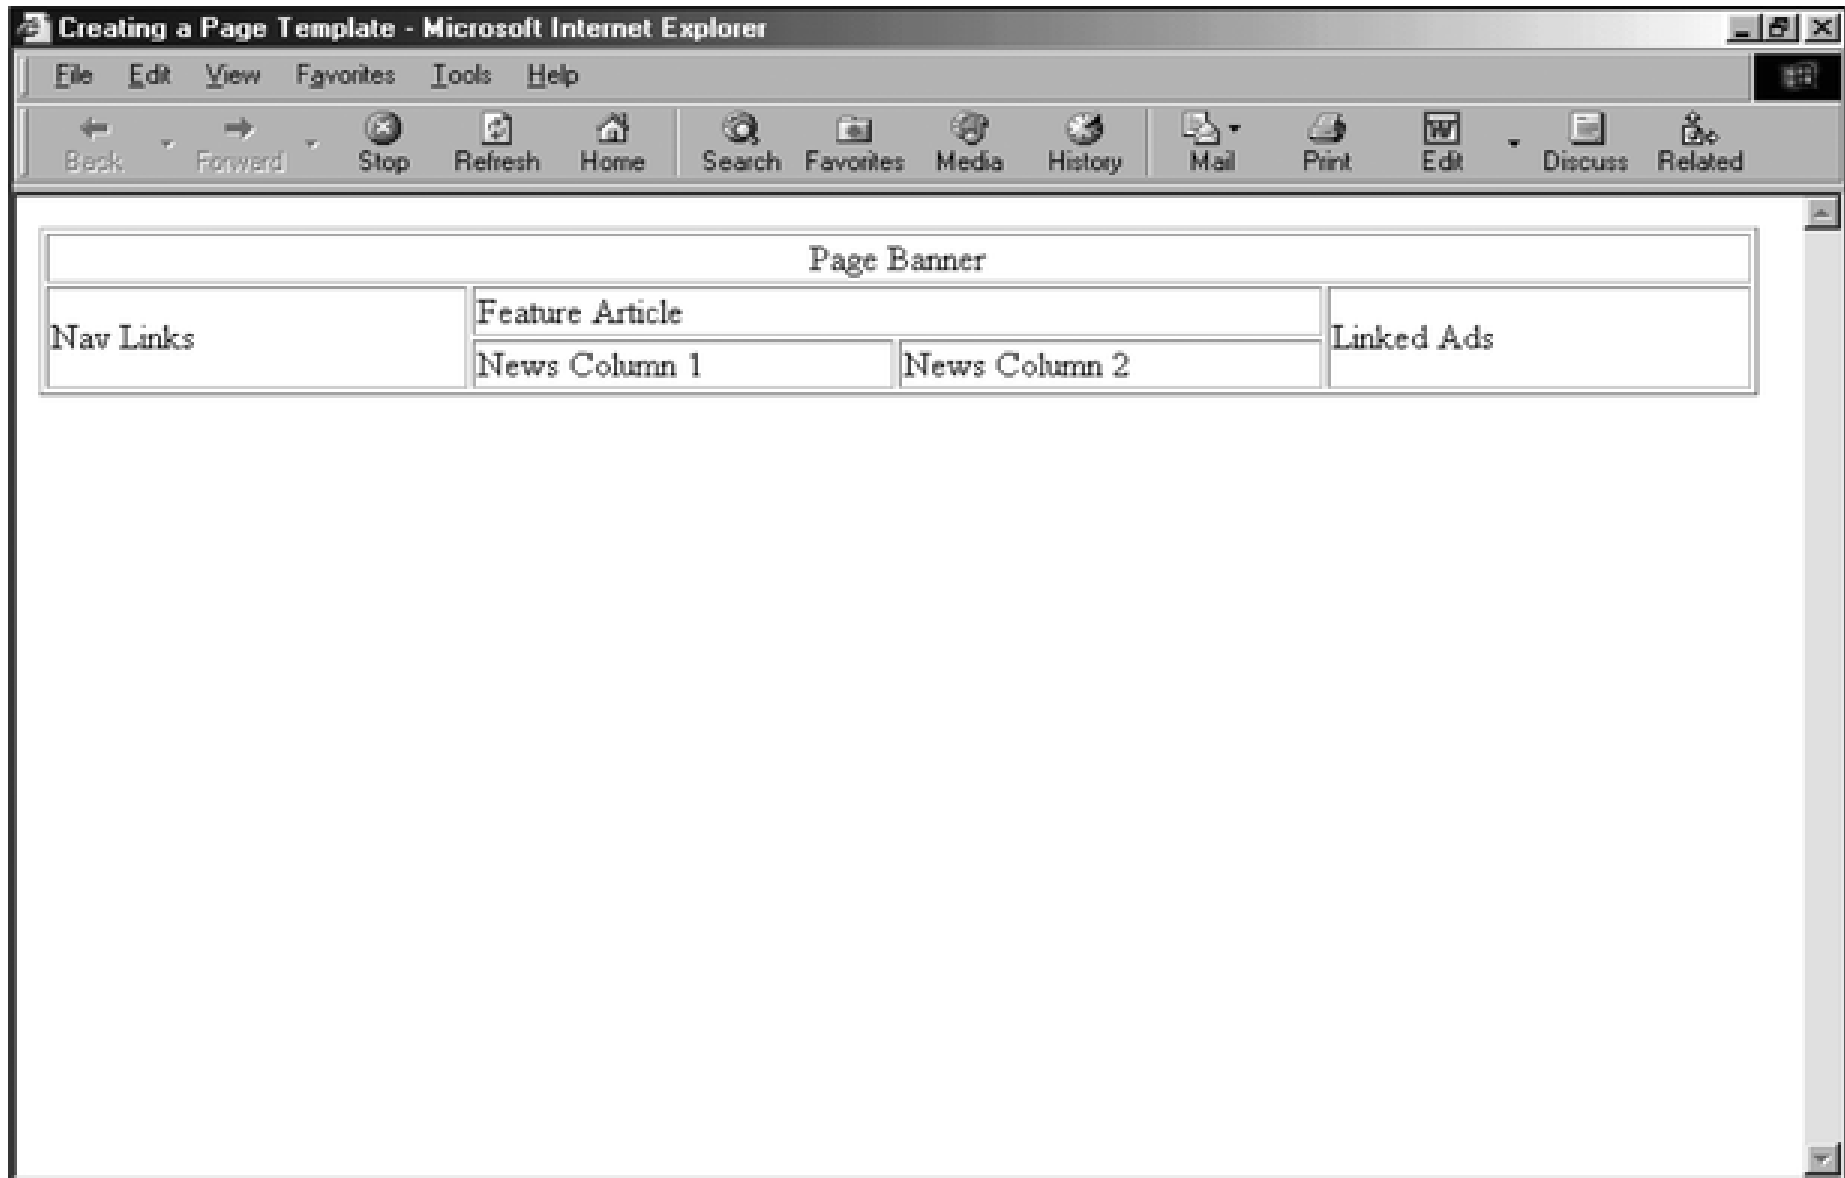 Creating a Page Template - Microsoft Internet Explorer
File Edit View Favorites Tools Help
Back Forward Stop Refresh Home Search Favorites Media History Mail Print Edit Discuss Related
Page Banner
Nav Links
Feature Article
News Column 1
News Column 2
Linked Ads